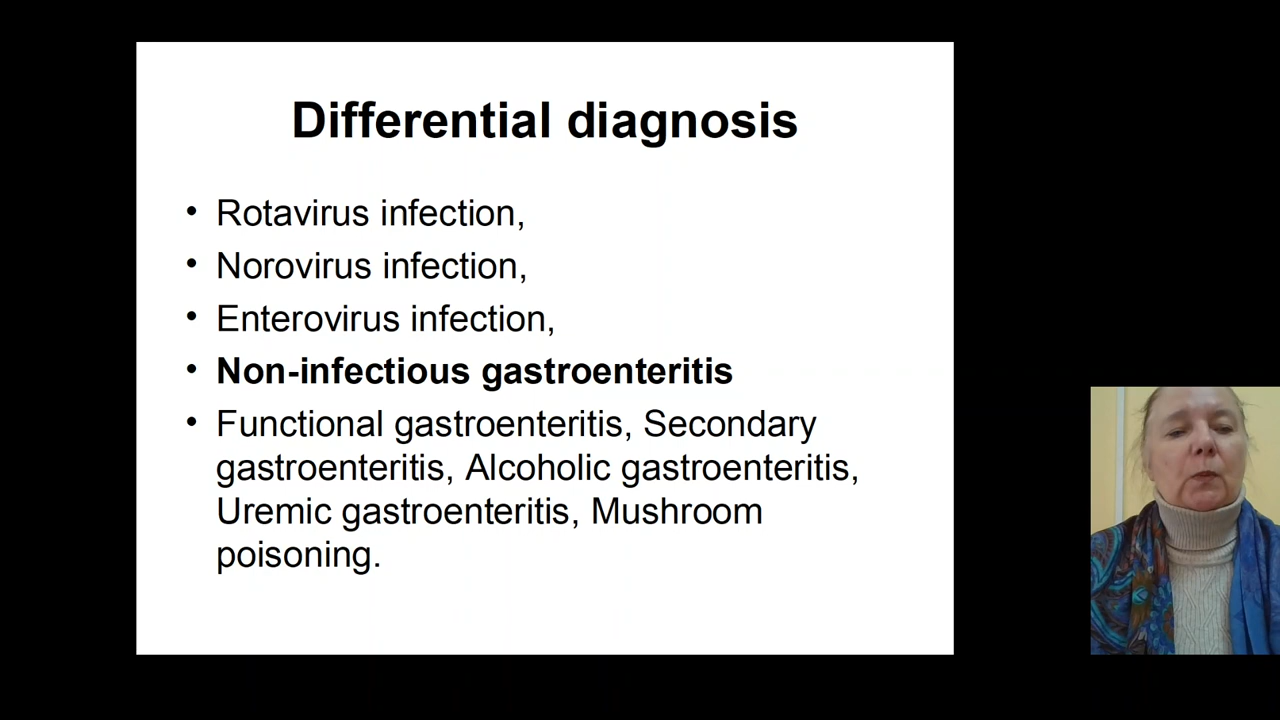 Differential diagnosis
• Rotavirus infection,
• Norovirus infection,
• Enterovirus infection,
• Non-infectious gastroenteritis
• Functional gastroenteritis, Secondary
gastroenteritis, Alcoholic gastroenteritis,
Uremic gastroenteritis, Mushroom
poisoning.